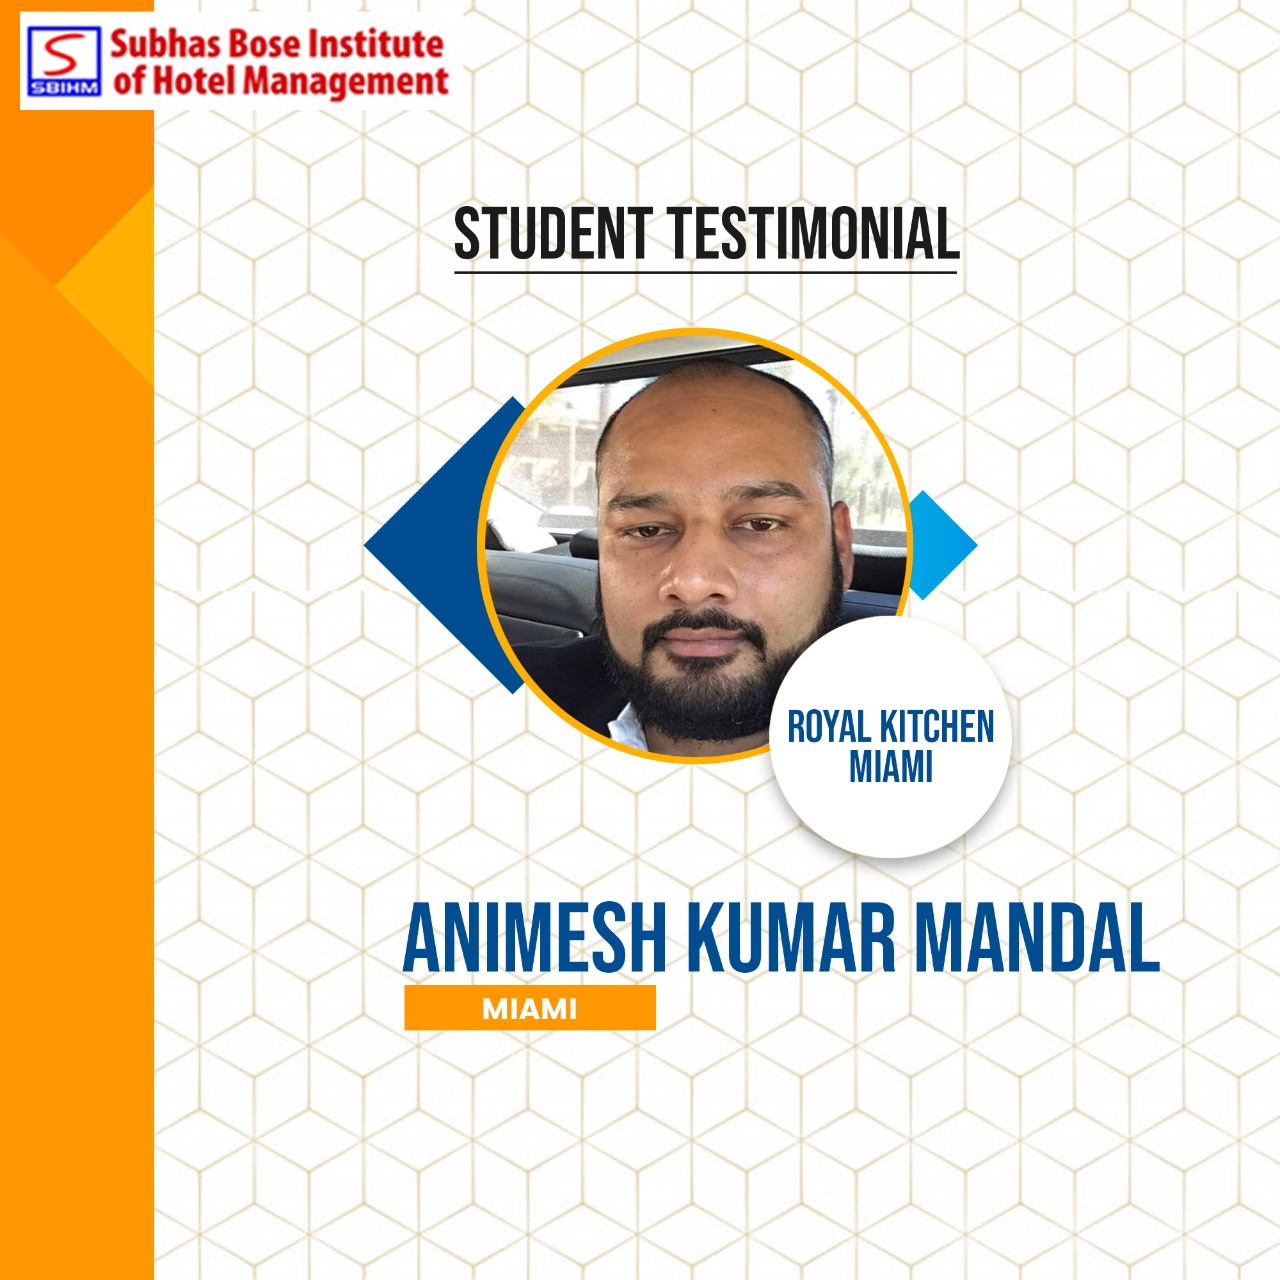 SBIHM
Subhas Bose Institute
of Hotel Management
STUDENT TESTIMONIAL
ROYAL KITCHEN
MIAMI
ANIMESH KUMAR MANDAL
MIAMI